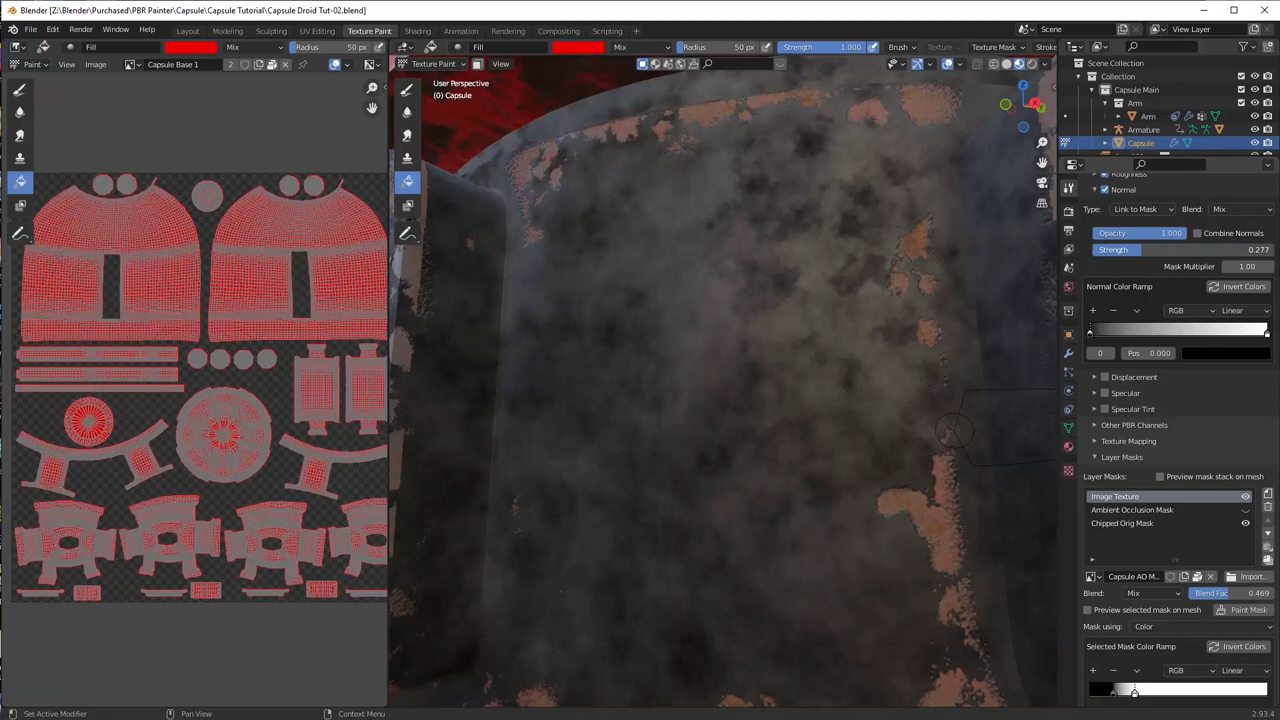 Blender [Z:\Blender\Purchased\PBR Painter\Capsule\Capsule Tutorial\Capsule Droid Tut-02.blend]
File Edit Render Window Help Layout Modeling Sculpting UV Editing Texture Paint Shading Animation Rendering Compositing Scripting + Scene View Layer
Fill Mix Radius 50 px Fill Mix Radius 50 px Strength 1.000 Brush Texture Texture Mask Stroke
Paint View Image Capsule Base 1 2 Texture Paint View
Scene Collection
Collection
Capsule Main
Arm
Arm
Armature
Capsule
User Perspective
(0) Capsule
Roughness
Normal
Type: Link to Mask Blend: Mix
Opacity 1.000 Combine Normals
Strength 0.277
Mask Multiplier 1.00
Normal Color Ramp Invert Colors
+ − RGB Linear
0 Pos 0.000
Displacement
Specular
Specular Tint
Other PBR Channels
Texture Mapping
Layer Masks
Layer Masks: Preview mask stack on mesh
Image Texture
Ambient Occlusion Mask
Chipped Orig Mask
Capsule AO M... Import...
Blend: Mix Blend Fac 0.469
Preview selected mask on mesh Paint Mask
Mask using: Color
Selected Mask Color Ramp Invert Colors
+ − RGB Linear
Set Active Modifier Pan View Context Menu 2.93.4